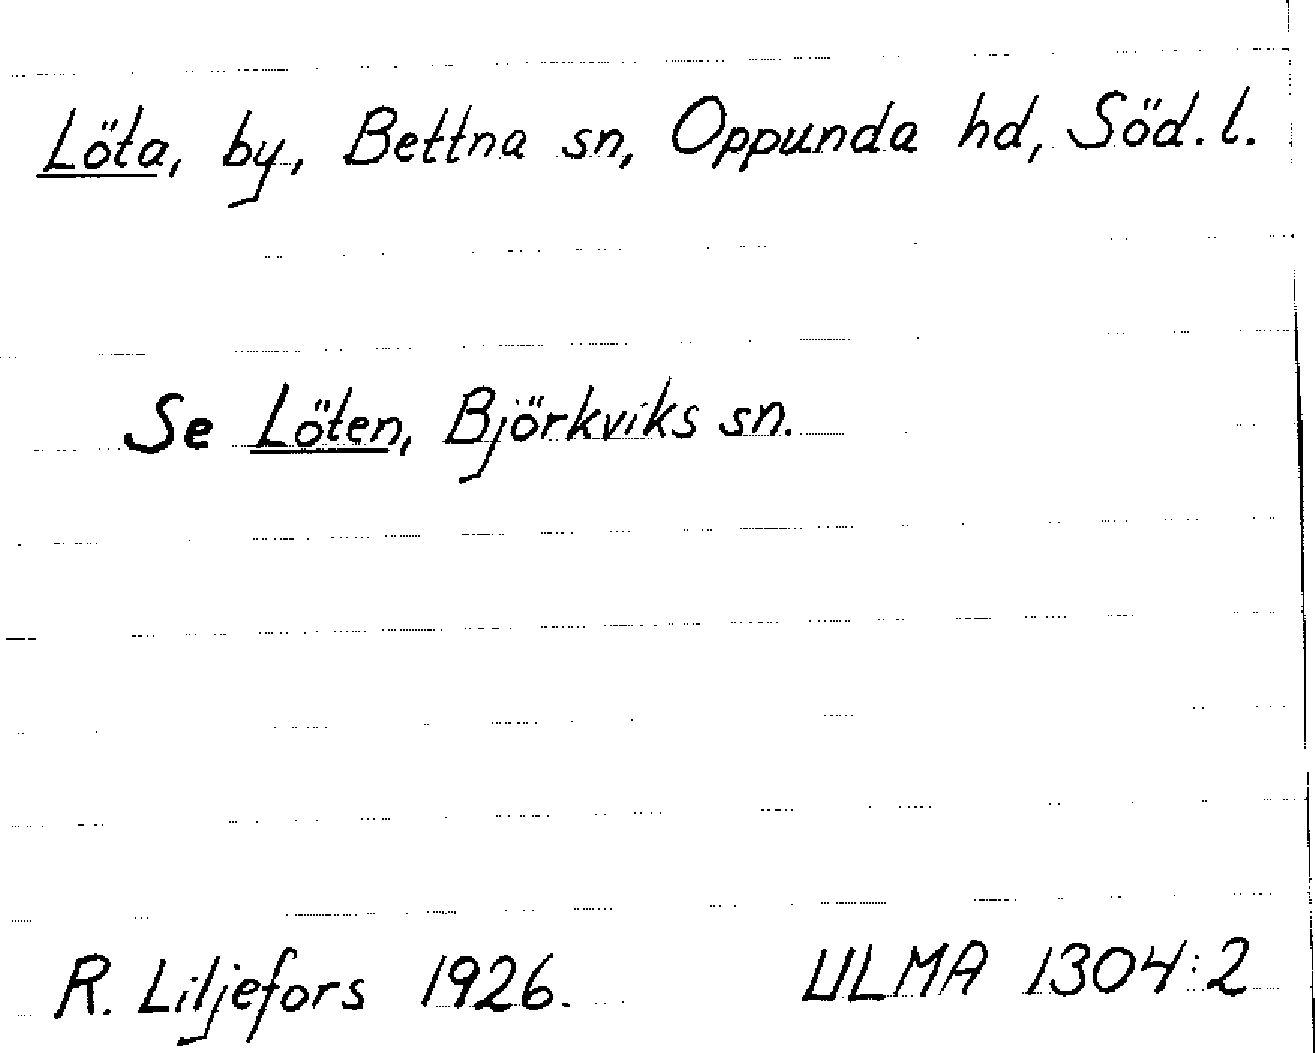 Löta, by, Bettna sn, Oppunda hd, Söd. l.
Se Löten, Björkviks sn.
R. Liljefors 1926. ULMA 1304:2